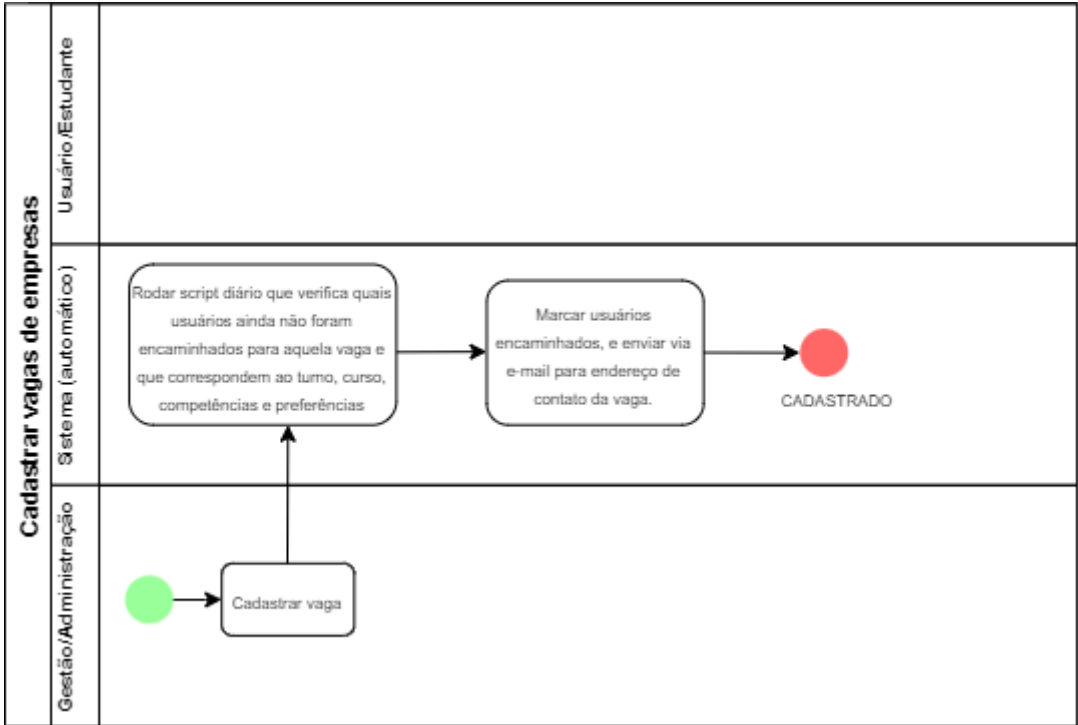 Cadastrar vagas de empresas
Usuário/Estudante
Sistema (automático)
Rodar script diário que verifica quais
usuários ainda não foram
encaminhados para aquela vaga e
que correspondem ao turno, curso,
competências e preferências
Marcar usuários
encaminhados, e enviar via
e-mail para endereço de
contato da vaga.
CADASTRADO
Gestão/Administração
Cadastrar vaga